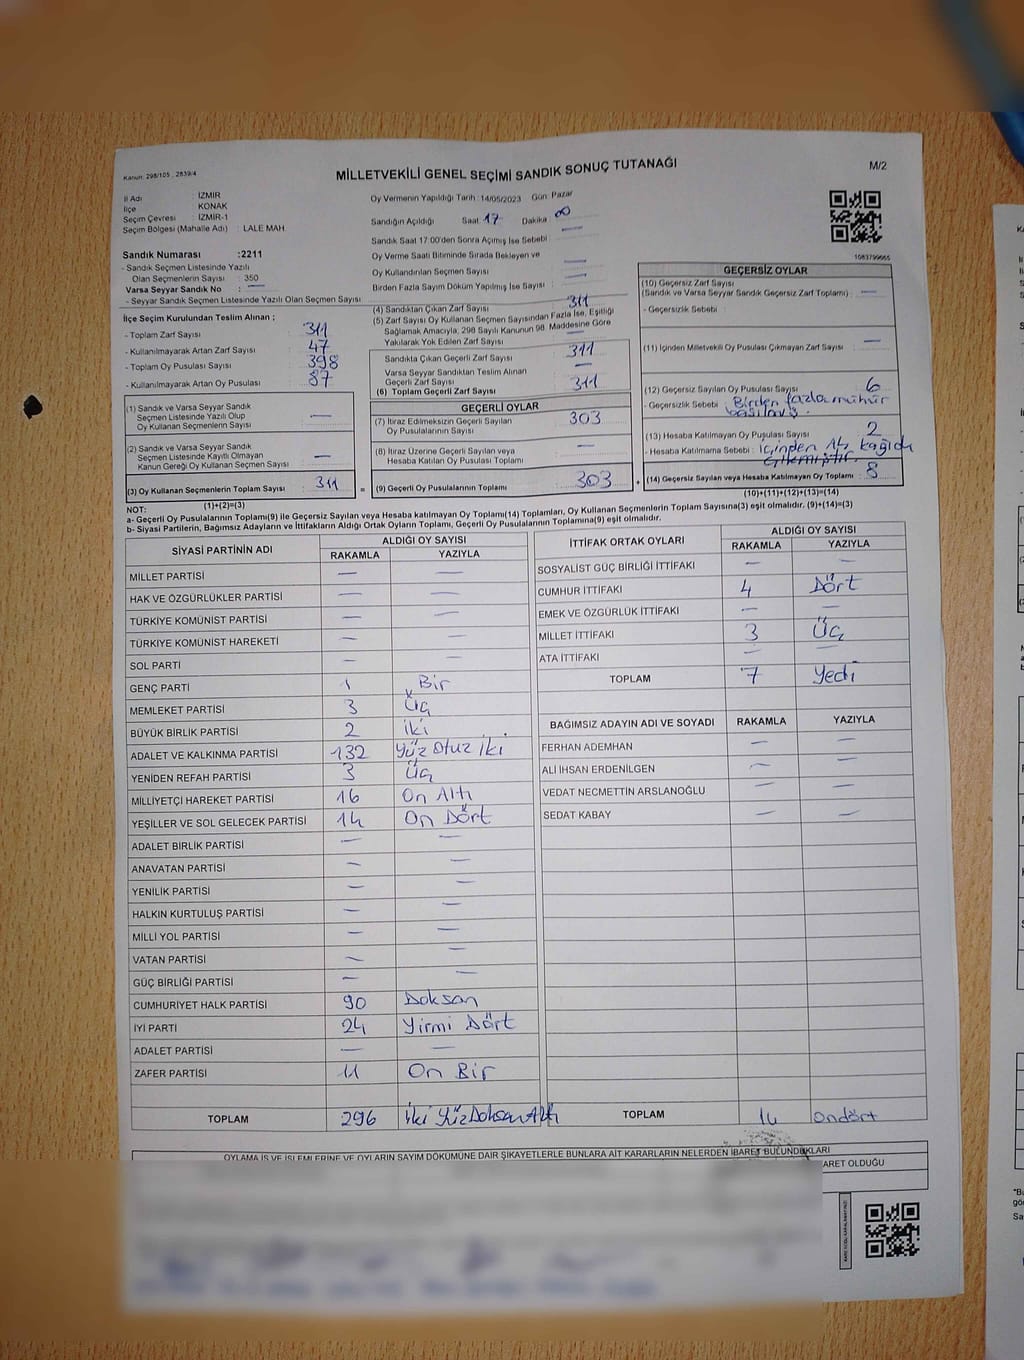 Kanun: 298/105 , 2839/4
MİLLETVEKİLİ GENEL SEÇİMİ SANDIK SONUÇ TUTANAĞI
M/2
İl Adı : İZMİR
İlçe KONAK
Seçim Çevresi : İZMİR-1
Seçim Bölgesi (Mahalle Adı) : LALE MAH.
Sandık Numarası :2211
- Sandık Seçmen Listesinde Yazılı
Olan Seçmenlerin Sayısı : 350
Varsa Seyyar Sandık No : —
- Seyyar Sandık Seçmen Listesinde Yazılı Olan Seçmen Sayısı
Oy Vermenin Yapıldığı Tarih : 14/05/2023 Gün: Pazar
Sandığın Açıldığı Saat 17 Dakika 00
Sandık Saat 17:00'den Sonra Açımış İse Sebebi : —
Oy Verme Saati Bitiminde Sırada Bekleyen ve
Oy Kullandırılan Seçmen Sayısı : —
Birden Fazla Sayım Döküm Yapılmış İse Sayısı : —
1083799665
İlçe Seçim Kurulundan Teslim Alınan ;
- Toplam Zarf Sayısı : 311
- Kullanılmayarak Artan Zarf Sayısı : 47
- Toplam Oy Pusulası Sayısı : 398
- Kullanılmayarak Artan Oy Pusulası : 87
(1) Sandık ve Varsa Seyyar Sandık
Seçmen Listesinde Yazılı Olup
Oy Kullanan Seçmenlerın Sayısı —
(2) Sandık ve Varsa Seyyar Sandık
Seçmen Listesinde Kayıtlı Olmayan
Kanun Gereği Oy Kullanan Seçmen Sayısı —
(3) Oy Kullanan Seçmenlerin Toplam Sayısı 311
(1)+(2)=(3)
(4) Sandıktan Çıkan Zarf Sayısı 311
(5) Zarf Sayısı Oy Kullanan Seçmen Sayısından Fazla İse, Eşitliği
Sağlamak Amacıyla, 298 Sayılı Kanunun 98. Maddesine Göre
Yakılarak Yok Edilen Zarf Sayısı —
Sandıkta Çıkan Geçerli Zarf Sayısı 311
Varsa Seyyar Sandıktan Teslim Alınan
Geçerli Zarf Sayısı —
(6) Toplam Geçerli Zarf Sayısı 311
GEÇERLİ OYLAR
(7) İtiraz Edilmeksizin Geçerli Sayılan
Oy Pusulalarının Sayısı 303
(8) İtiraz Üzerine Geçerli Sayılan veya
Hesaba Katılan Oy Pusulası Toplamı —
= (9) Geçerli Oy Pusulalarının Toplamı 303 +
GEÇERSİZ OYLAR
(10) Geçersiz Zarf Sayısı
(Sandık ve Varsa Seyyar Sandık Geçersiz Zarf Toplamı) : —
- Geçersizlik Sebebi :
(11) İçinden Milletvekili Oy Pusulası Çıkmayan Zarf Sayısı —
(12) Geçersiz Sayılan Oy Pusulası Sayısı 6
- Geçersizlik Sebebi : Birden fazla mühür
basılmış.
(13) Hesaba Katılmayan Oy Pusulası Sayısı 2
- Hesaba Katılmama Sebebi : içinden A4 kağıdı
çıkmıştır
(14) Geçersiz Sayılan veya Hesaba Katılmayan Oy Toplamı : 8
(10)+(11)+(12)+(13)=(14)
NOT:
a- Geçerli Oy Pusulalarının Toplamı(9) ile Geçersiz Sayılan veya Hesaba katılmayan Oy Toplamı(14) Toplamları, Oy Kullanan Seçmenlerin Toplam Sayısına(3) eşit olmalıdır. (9)+(14)=(3)
b- Siyasi Partilerin, Bağımsız Adayların ve İttifakların Aldığı Ortak Oyların Toplamı, Geçerli Oy Pusulalarının Toplamına(9) eşit olmalıdır.
SİYASİ PARTİNİN ADI ALDIĞI OY SAYISI
RAKAMLA YAZIYLA
MİLLET PARTİSİ — —
HAK VE ÖZGÜRLÜKLER PARTİSİ — —
TÜRKİYE KOMÜNİST PARTİSİ — —
TÜRKİYE KOMÜNİST HAREKETİ — —
SOL PARTİ — —
GENÇ PARTİ 1 Bir
MEMLEKET PARTİSİ 3 Üç
BÜYÜK BİRLİK PARTİSİ 2 iki
ADALET VE KALKINMA PARTİSİ 132 Yüz Otuz iki
YENİDEN REFAH PARTİSİ 3 Üç
MİLLİYETÇİ HAREKET PARTİSİ 16 On Altı
YEŞİLLER VE SOL GELECEK PARTİSİ 14 On Dört
ADALET BİRLİK PARTİSİ — —
ANAVATAN PARTİSİ — —
YENİLİK PARTİSİ — —
HALKIN KURTULUŞ PARTİSİ — —
MİLLİ YOL PARTİSİ — —
VATAN PARTİSİ — —
GÜÇ BİRLİĞİ PARTİSİ — —
CUMHURİYET HALK PARTİSİ 90 Doksan
İYİ PARTİ 24 Yirmi Dört
ADALET PARTİSİ — —
ZAFER PARTİSİ 11 On Bir
TOPLAM 296 iki YüzDoksanAltı
İTTİFAK ORTAK OYLARI ALDIĞI OY SAYISI
RAKAMLA YAZIYLA
SOSYALİST GÜÇ BİRLİĞİ İTTİFAKI — —
CUMHUR İTTİFAKI 4 Dört
EMEK VE ÖZGÜRLÜK İTTİFAKI — —
MİLLET İTTİFAKI 3 Üç
ATA İTTİFAKI — —
TOPLAM 7 Yedi
BAĞIMSIZ ADAYIN ADI VE SOYADI RAKAMLA YAZIYLA
FERHAN ADEMHAN — —
ALİ İHSAN ERDENİLGEN — —
VEDAT NECMETTİN ARSLANOĞLU — —
SEDAT KABAY — —
TOPLAM 14 ondört
OYLAMA İŞ VE İŞLEMLERİNE VE OYLARIN SAYIM DÖKÜMÜNE DAİR ŞİKAYETLERLE BUNLARA AİT KARARLARIN NELERDEN İBARET BULUNDUKLARI
ARET OLDUĞU